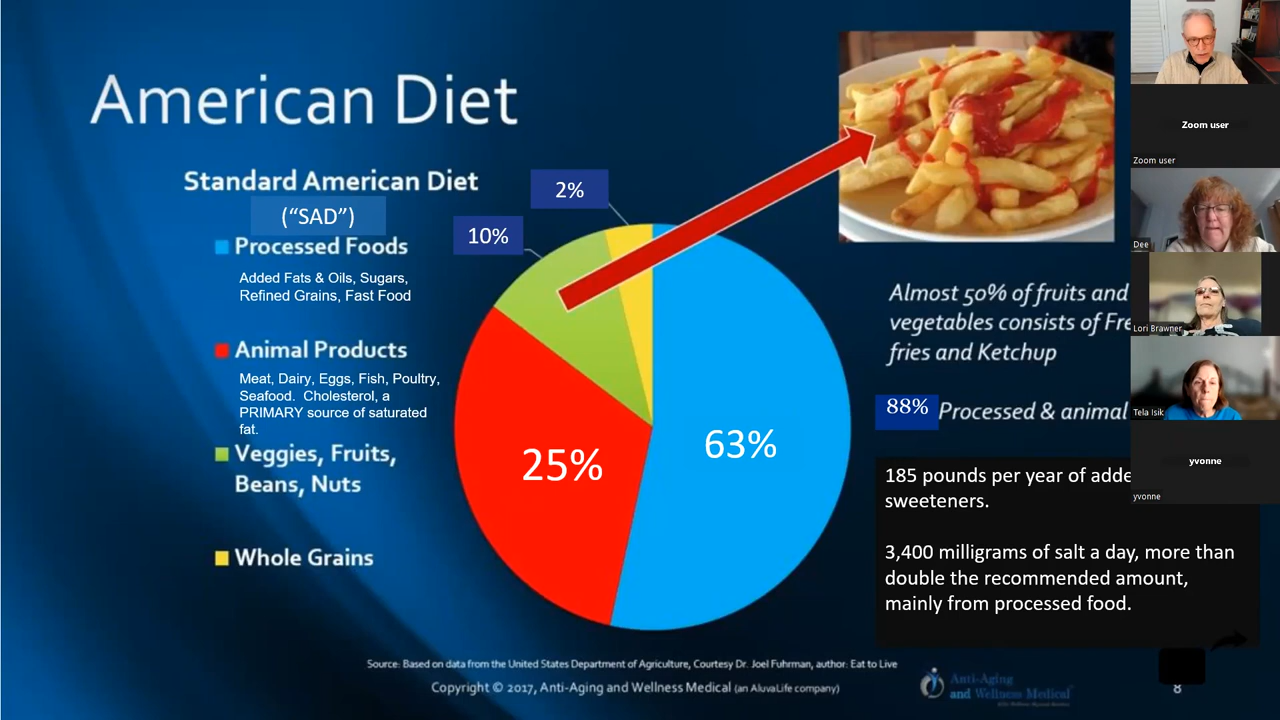 American Diet
Standard American Diet
(“SAD”)
Processed Foods
Added Fats & Oils, Sugars,
Refined Grains, Fast Food
Animal Products
Meat, Dairy, Eggs, Fish, Poultry,
Seafood. Cholesterol, a
PRIMARY source of saturated
fat.
Veggies, Fruits,
Beans, Nuts
Whole Grains
2%
10%
25%
63%
Almost 50% of fruits and
vegetables consists of Fre
fries and Ketchup
88% Processed & animal
185 pounds per year of adde
sweeteners.
3,400 milligrams of salt a day, more than
double the recommended amount,
mainly from processed food.
Source: Based on data from the United States Department of Agriculture, Courtesy Dr. Joel Fuhrman, author: Eat to Live
Copyright © 2017, Anti-Aging and Wellness Medical (an AluvaLife company)
Anti-Aging
and Wellness Medical
8
Zoom user
Zoom user
Dee
Lori Brawner
Tela Isik
yvonne
yvonne